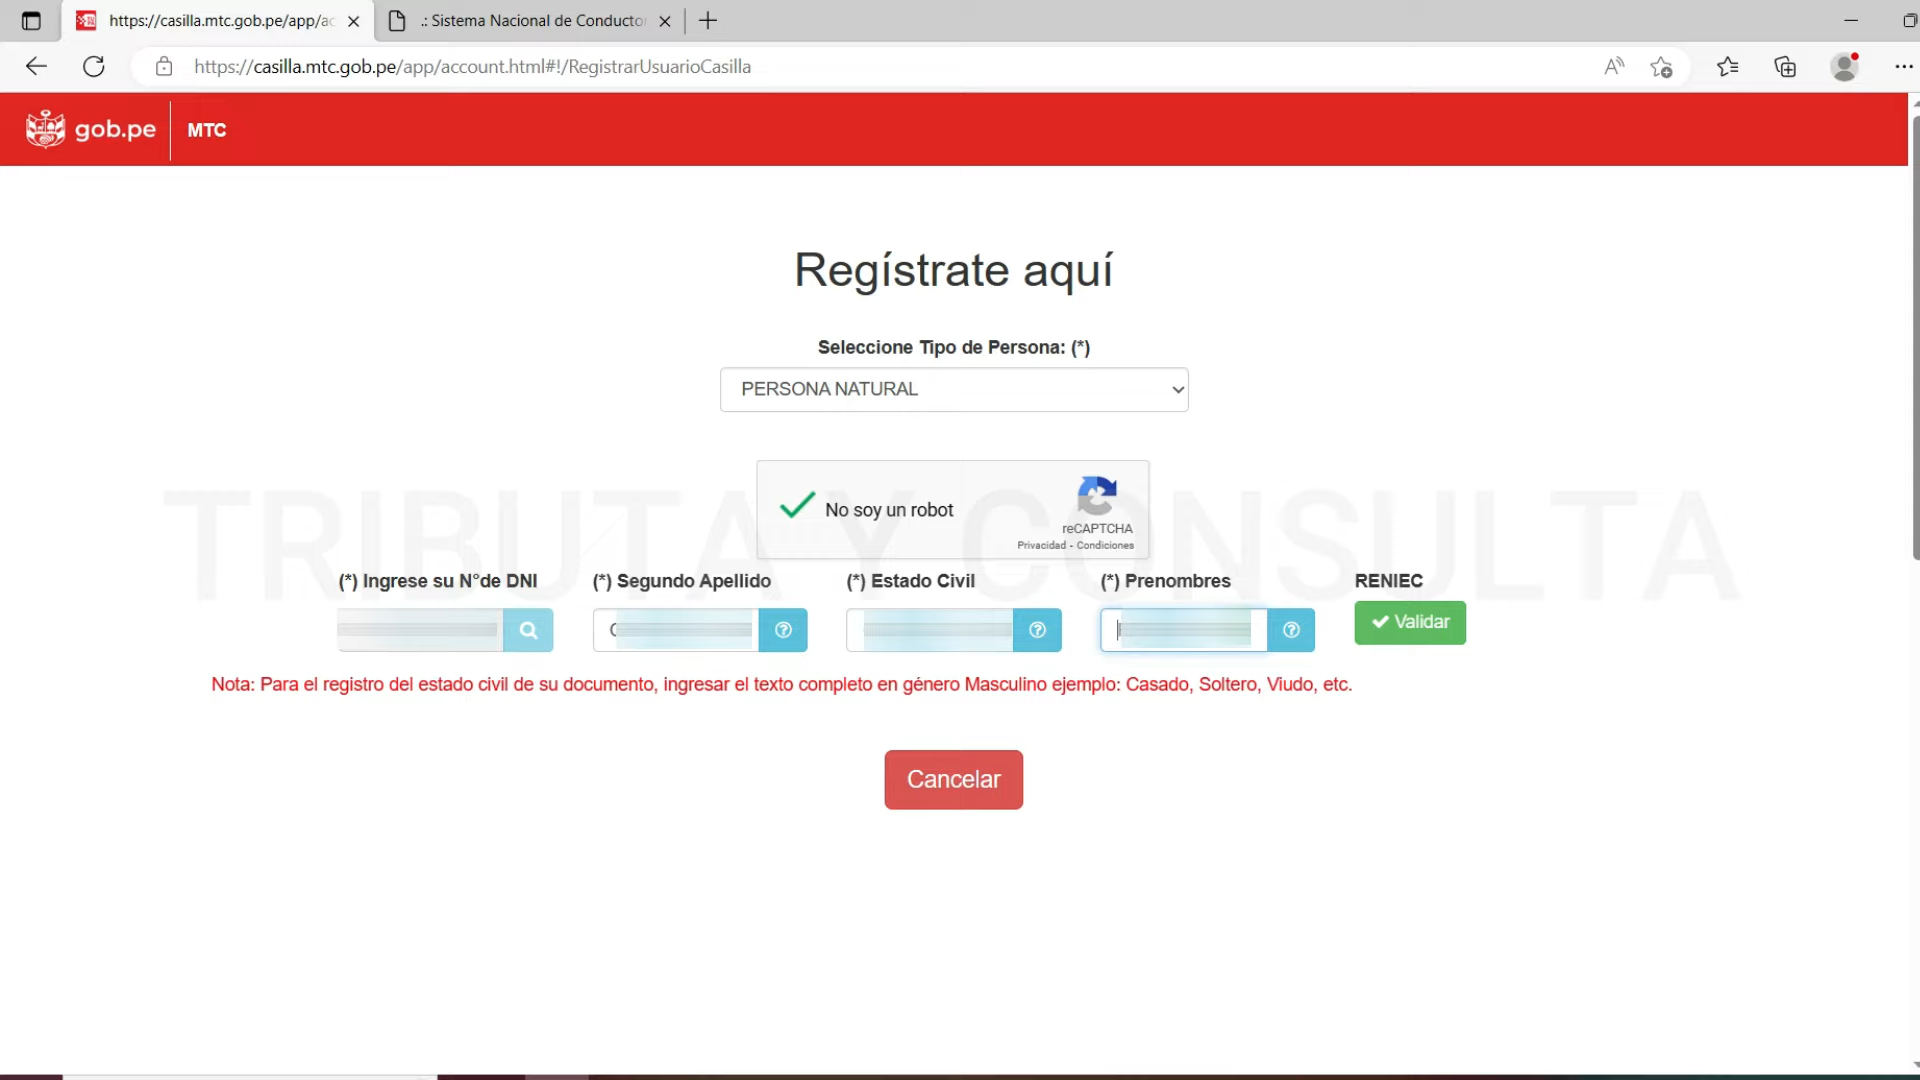 https://casilla.mtc.gob.pe/app/ac
.: Sistema Nacional de Conducto
https://casilla.mtc.gob.pe/app/account.html#!/RegistrarUsuarioCasilla
gob.pe
MTC
Regístrate aquí
Seleccione Tipo de Persona: (*)
PERSONA NATURAL
No soy un robot
reCAPTCHA
Privacidad - Condiciones
TRIBUTA Y CONSULTA
(*) Ingrese su N°de DNI
(*) Segundo Apellido
(*) Estado Civil
(*) Prenombres
RENIEC
Validar
Nota: Para el registro del estado civil de su documento, ingresar el texto completo en género Masculino ejemplo: Casado, Soltero, Viudo, etc.
Cancelar